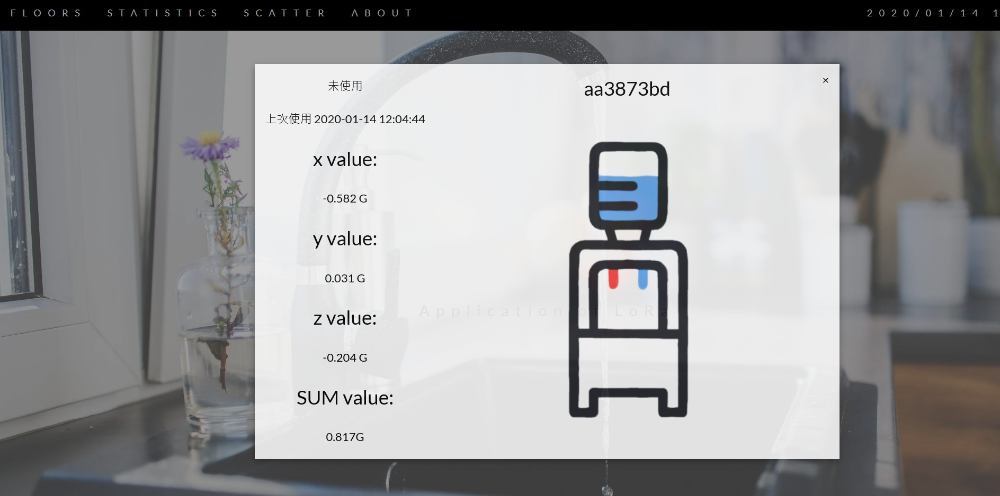 FLOORS STATISTICS SCATTER ABOUT 2020/01/14 1
未使用
aa3873bd
×
上次使用 2020-01-14 12:04:44
x value:
-0.582 G
y value:
0.031 G
Application of LoRa
z value:
-0.204 G
SUM value:
0.817G